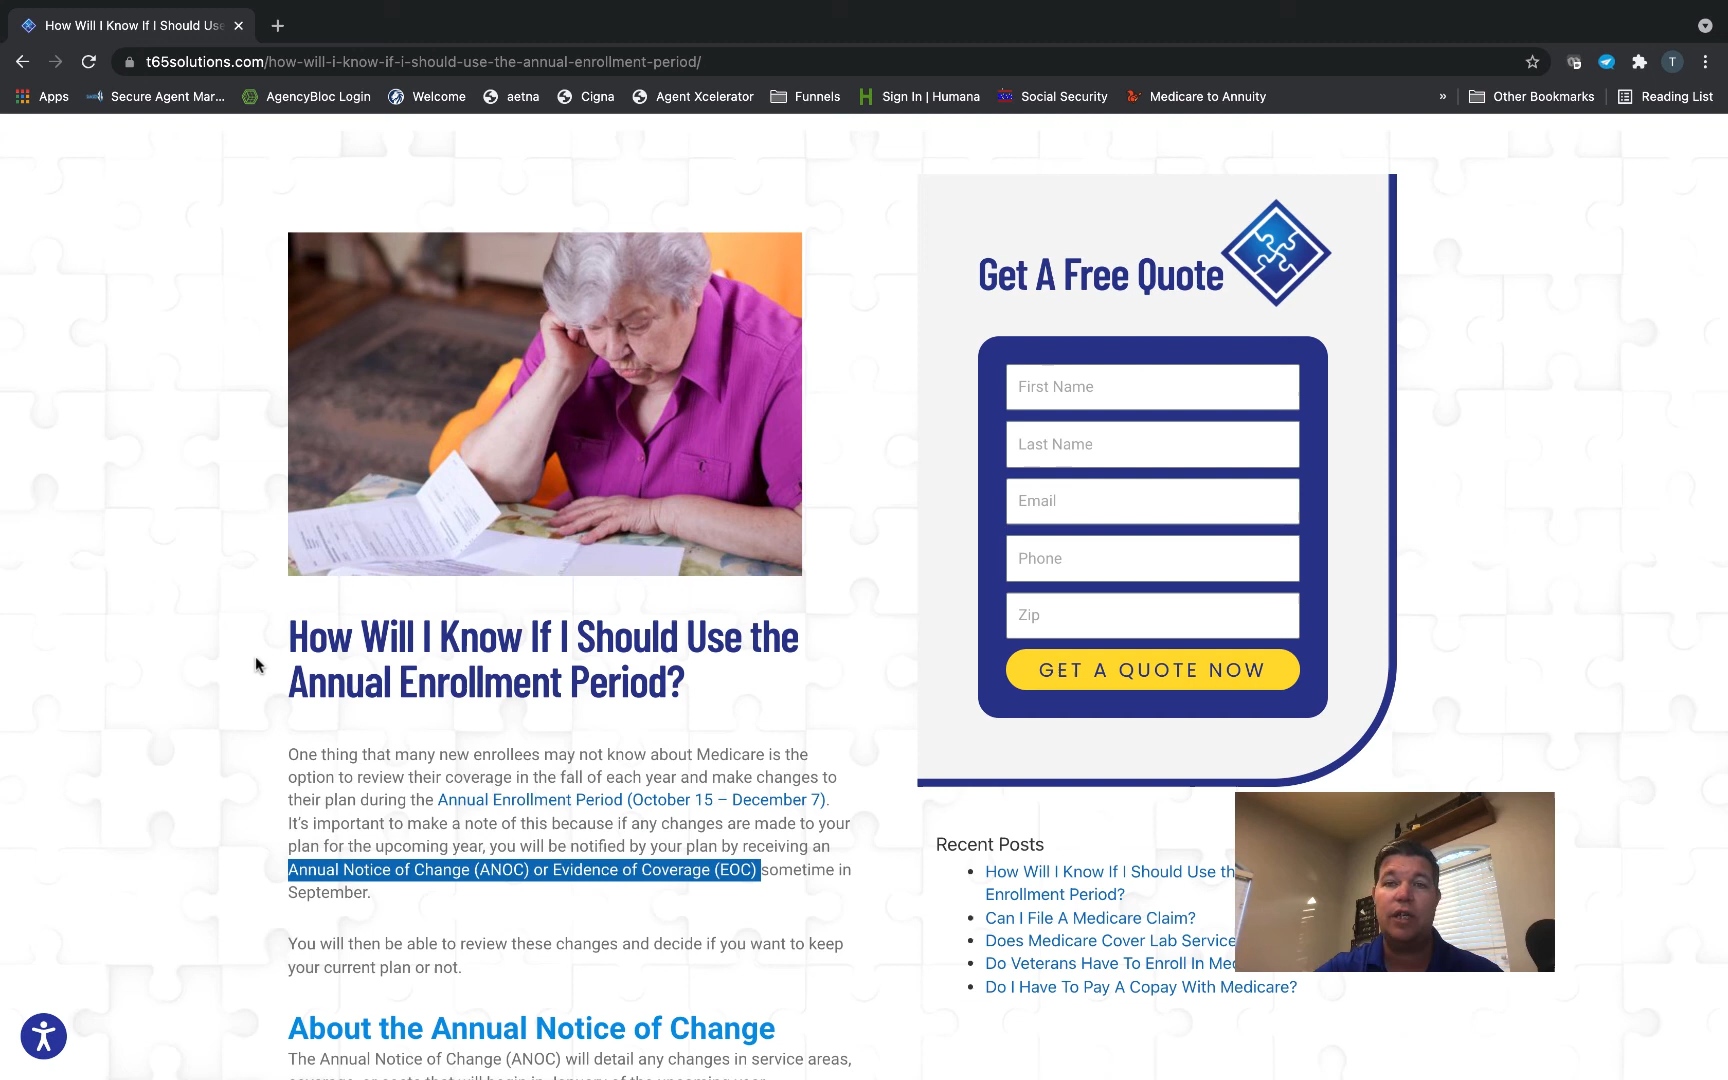 How Will I Know If I Should Use
t65solutions.com/how-will-i-know-if-i-should-use-the-annual-enrollment-period/
T
Apps
Secure Agent Mar...
AgencyBloc Login
Welcome
aetna
Cigna
Agent Xcelerator
Funnels
Sign In | Humana
Social Security
Medicare to Annuity
»
Other Bookmarks
Reading List
How Will I Know If I Should Use the
Annual Enrollment Period?
One thing that many new enrollees may not know about Medicare is the
option to review their coverage in the fall of each year and make changes to
their plan during the Annual Enrollment Period (October 15 – December 7).
It's important to make a note of this because if any changes are made to your
plan for the upcoming year, you will be notified by your plan by receiving an
Annual Notice of Change (ANOC) or Evidence of Coverage (EOC) sometime in
September.
You will then be able to review these changes and decide if you want to keep
your current plan or not.
About the Annual Notice of Change
The Annual Notice of Change (ANOC) will detail any changes in service areas,
Get A Free Quote
First Name
Last Name
Email
Phone
Zip
GET A QUOTE NOW
Recent Posts
How Will I Know If I Should Use th
Enrollment Period?
Can I File A Medicare Claim?
Does Medicare Cover Lab Service
Do Veterans Have To Enroll In Med
Do I Have To Pay A Copay With Medicare?